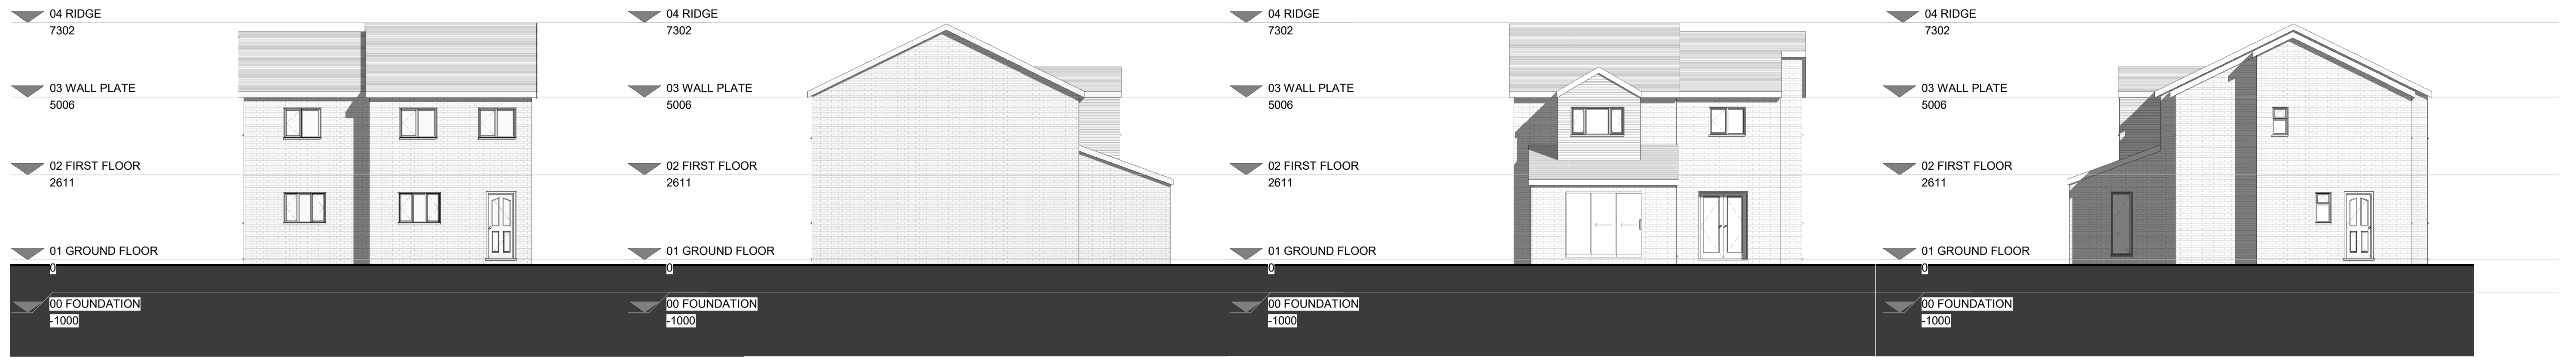 04 RIDGE
7302
03 WALL PLATE
5006
02 FIRST FLOOR
2611
01 GROUND FLOOR
0
00 FOUNDATION
-1000
04 RIDGE
7302
03 WALL PLATE
5006
02 FIRST FLOOR
2611
01 GROUND FLOOR
0
00 FOUNDATION
-1000
04 RIDGE
7302
03 WALL PLATE
5006
02 FIRST FLOOR
2611
01 GROUND FLOOR
0
00 FOUNDATION
-1000
04 RIDGE
7302
03 WALL PLATE
5006
02 FIRST FLOOR
2611
01 GROUND FLOOR
0
00 FOUNDATION
-1000